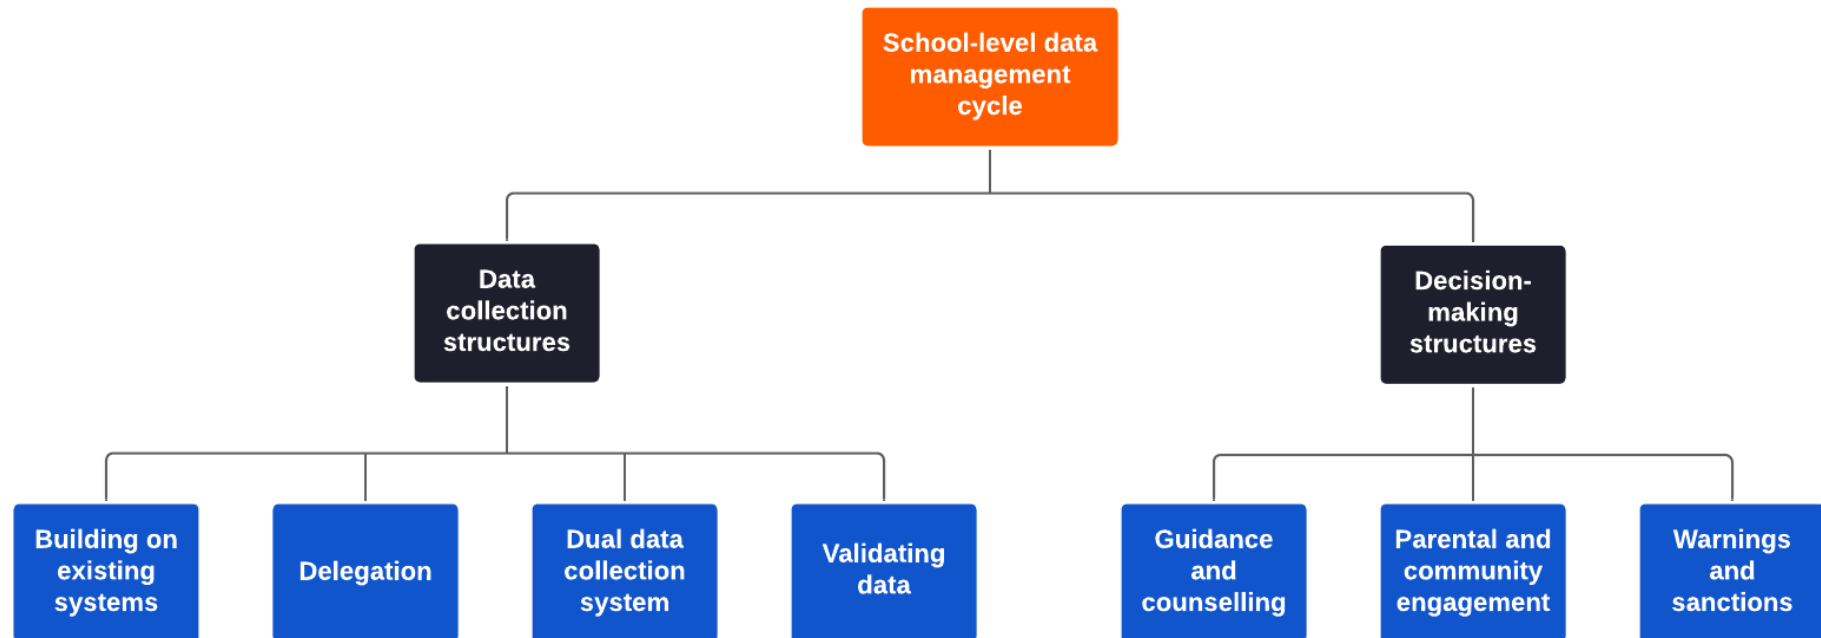 School-level data
management
cycle
Data
collection
structures
Decision-
making
structures
Building on
existing
systems
Delegation
Dual data
collection
system
Validating
data
Guidance
and
counselling
Parental and
community
engagement
Warnings
and
sanctions